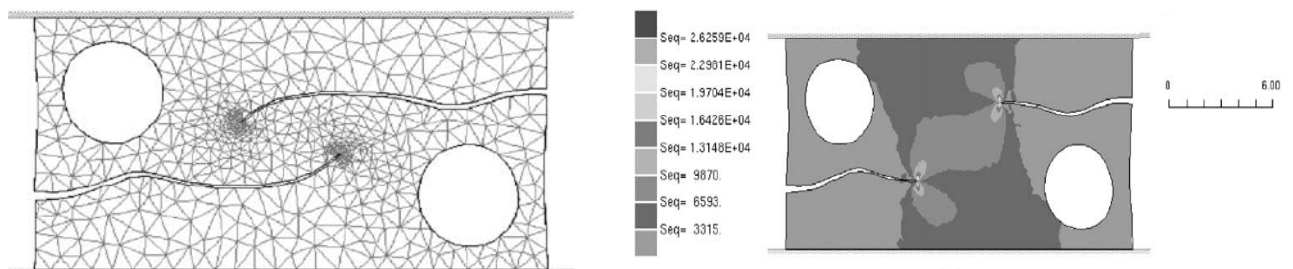 Seq= 2.6259E+04
Seq= 2.2981E+04
Seq= 1.9704E+04
Seq= 1.6426E+04
Seq= 1.3148E+04
Seq= 9870.
Seq= 6593.
Seq= 3315.
0 6.00